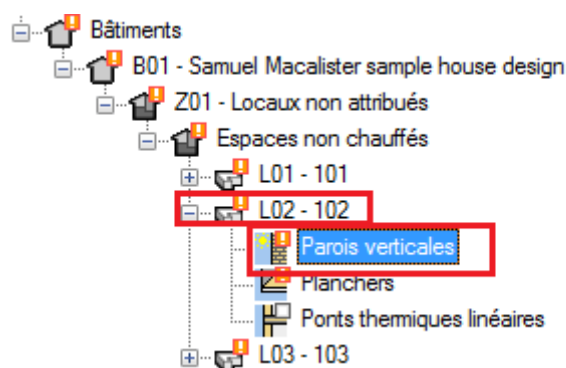 Bâtiments
B01 - Samuel Macalister sample house design
Z01 - Locaux non attribués
Espaces non chauffés
L01 - 101
L02 - 102
Parois verticales
Planchers
Ponts thermiques linéaires
L03 - 103